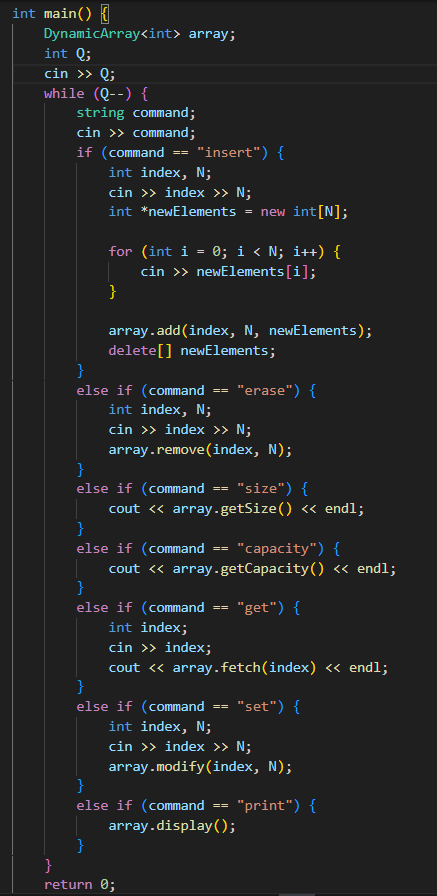 int main() {
    DynamicArray<int> array;
    int Q;
    cin >> Q;
    while (Q--) {
        string command;
        cin >> command;
        if (command == "insert") {
            int index, N;
            cin >> index >> N;
            int *newElements = new int[N];

            for (int i = 0; i < N; i++) {
                cin >> newElements[i];
            }

            array.add(index, N, newElements);
            delete[] newElements;
        }
        else if (command == "erase") {
            int index, N;
            cin >> index >> N;
            array.remove(index, N);
        }
        else if (command == "size") {
            cout << array.getSize() << endl;
        }
        else if (command == "capacity") {
            cout << array.getCapacity() << endl;
        }
        else if (command == "get") {
            int index;
            cin >> index;
            cout << array.fetch(index) << endl;
        }
        else if (command == "set") {
            int index, N;
            cin >> index >> N;
            array.modify(index, N);
        }
        else if (command == "print") {
            array.display();
        }
    }
    return 0;